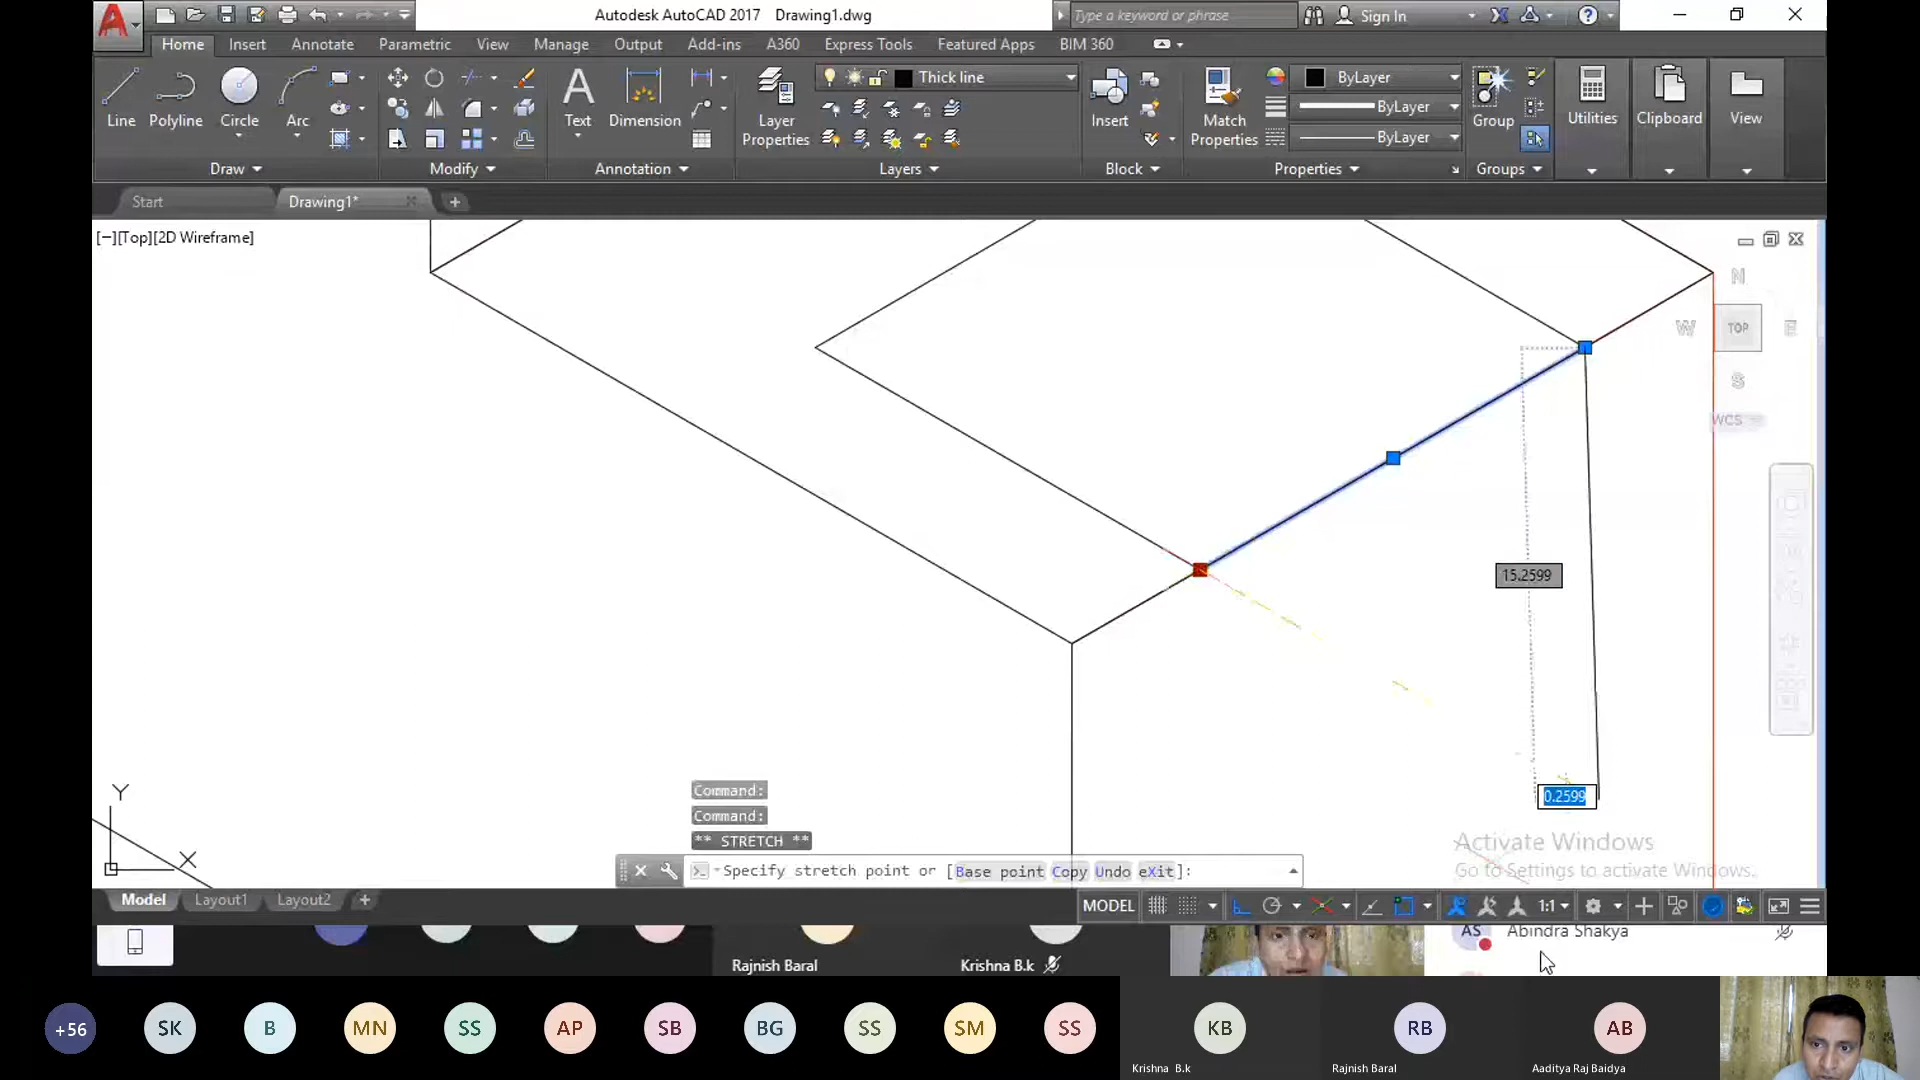 Autodesk AutoCAD 2017 Drawing1.dwg
Type a keyword or phrase
Sign In
Home Insert Annotate Parametric View Manage Output Add-ins A360 Express Tools Featured Apps BIM 360
Line Polyline Circle Arc
Text Dimension
Layer Properties
Thick line
Insert
Match Properties
ByLayer
ByLayer
ByLayer
Group
Utilities
Clipboard
View
Draw Modify Annotation Layers Block Properties Groups
Start Drawing1*
[−][Top][2D Wireframe]
N
W TOP E
S
WCS
15.2599
0.2599
Y
X
Command:
Command:
** STRETCH **
Specify stretch point or [Base point Copy Undo eXit]:
Activate Windows
Go to Settings to activate Windows.
Model Layout1 Layout2
MODEL 1:1
AS Abindra Shakya
Rajnish Baral
Krishna B.k
+56 SK B MN SS AP SB BG SS SM SS KB RB AB
Krishna B.k
Rajnish Baral
Aaditya Raj Baidya